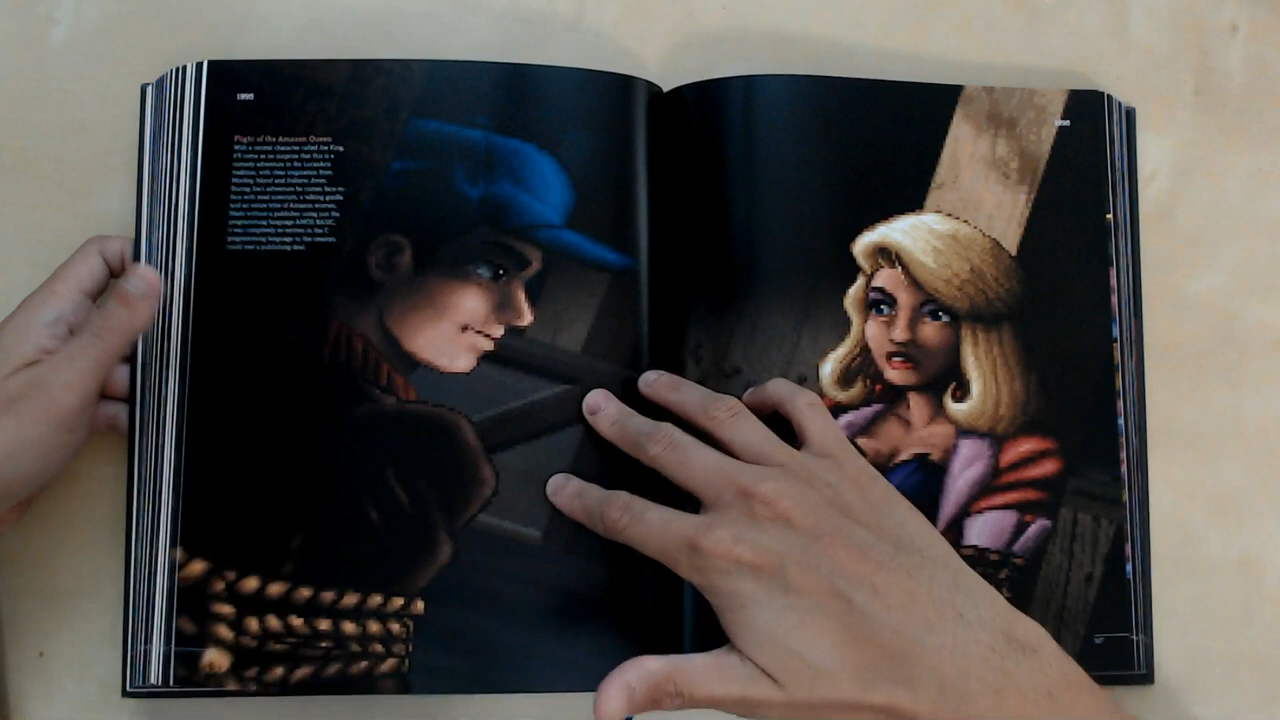 1995
Flight of the Amazon Queen
With a central character called Joe King,
it'll come as no surprise that this is a
comedy adventure in the LucasArts
tradition, with clear inspiration from
Monkey Island and Indiana Jones.
During Joe's adventure he comes face-to-
face with mad scientists, a talking gorilla
and an entire tribe of Amazon women.
Made without a publisher using just the
programming language AMOS BASIC,
it was completely re-written in the C
programming language so the creators
could seal a publishing deal.
1995